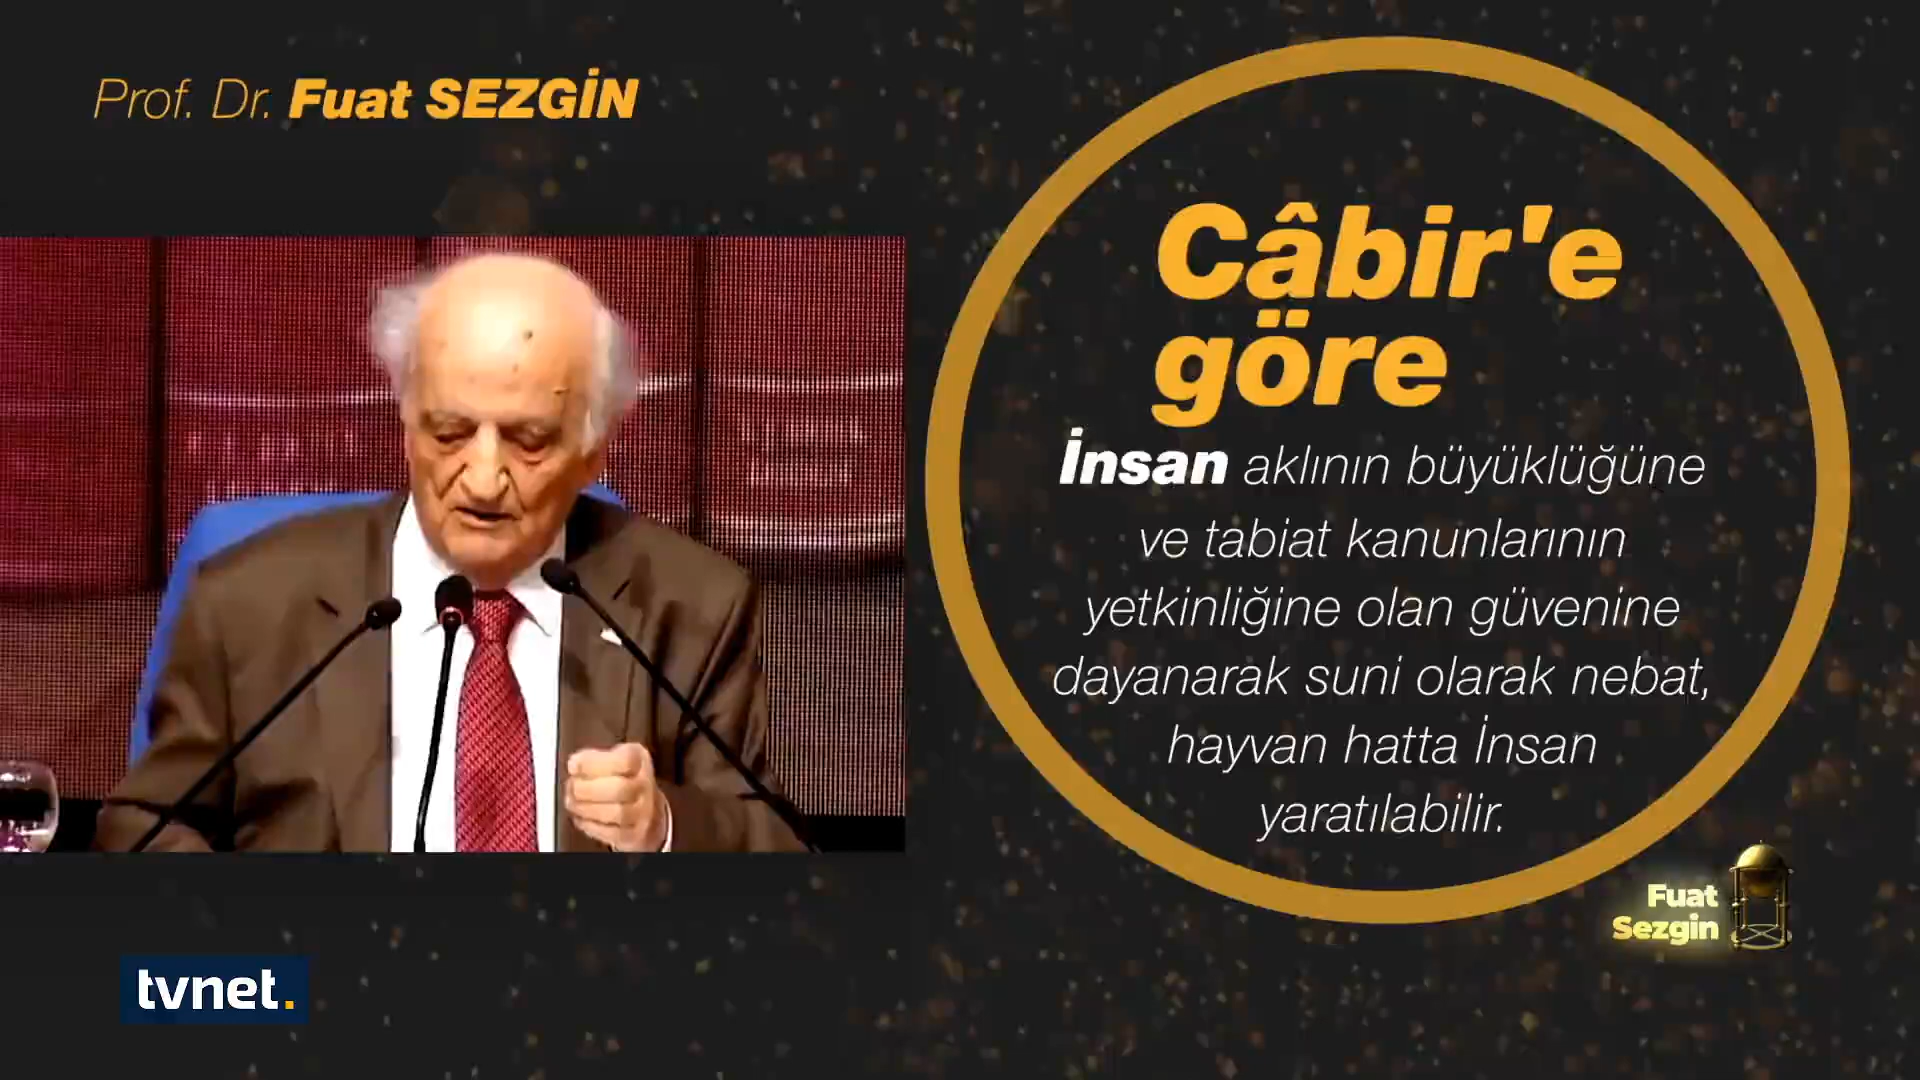 Prof. Dr. Fuat SEZGİN
Câbir'e
göre
İnsan aklının büyüklüğüne
ve tabiat kanunlarının
yetkinliğine olan güvenine
dayanarak suni olarak nebat,
hayvan hatta İnsan
yaratılabilir.
Fuat
Sezgin
tvnet.